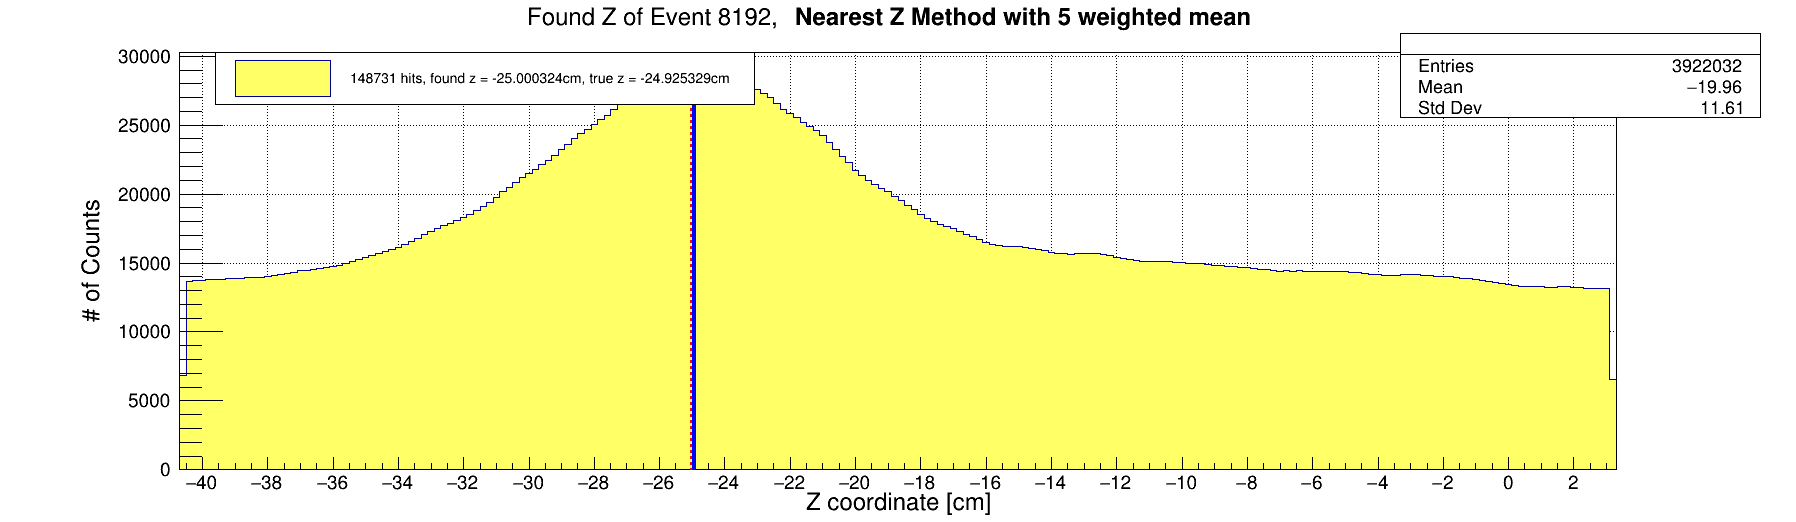 Found Z of Event 8192, Nearest Z Method with 5 weighted mean
148731 hits, found z = -25.000324cm, true z = -24.925329cm
Entries 3922032
Mean −19.96
Std Dev 11.61
# of Counts
30000
25000
20000
15000
10000
5000
0
−40 −38 −36 −34 −32 −30 −28 −26 −24 −22 −20 −18 −16 −14 −12 −10 −8 −6 −4 −2 0 2
Z coordinate [cm]